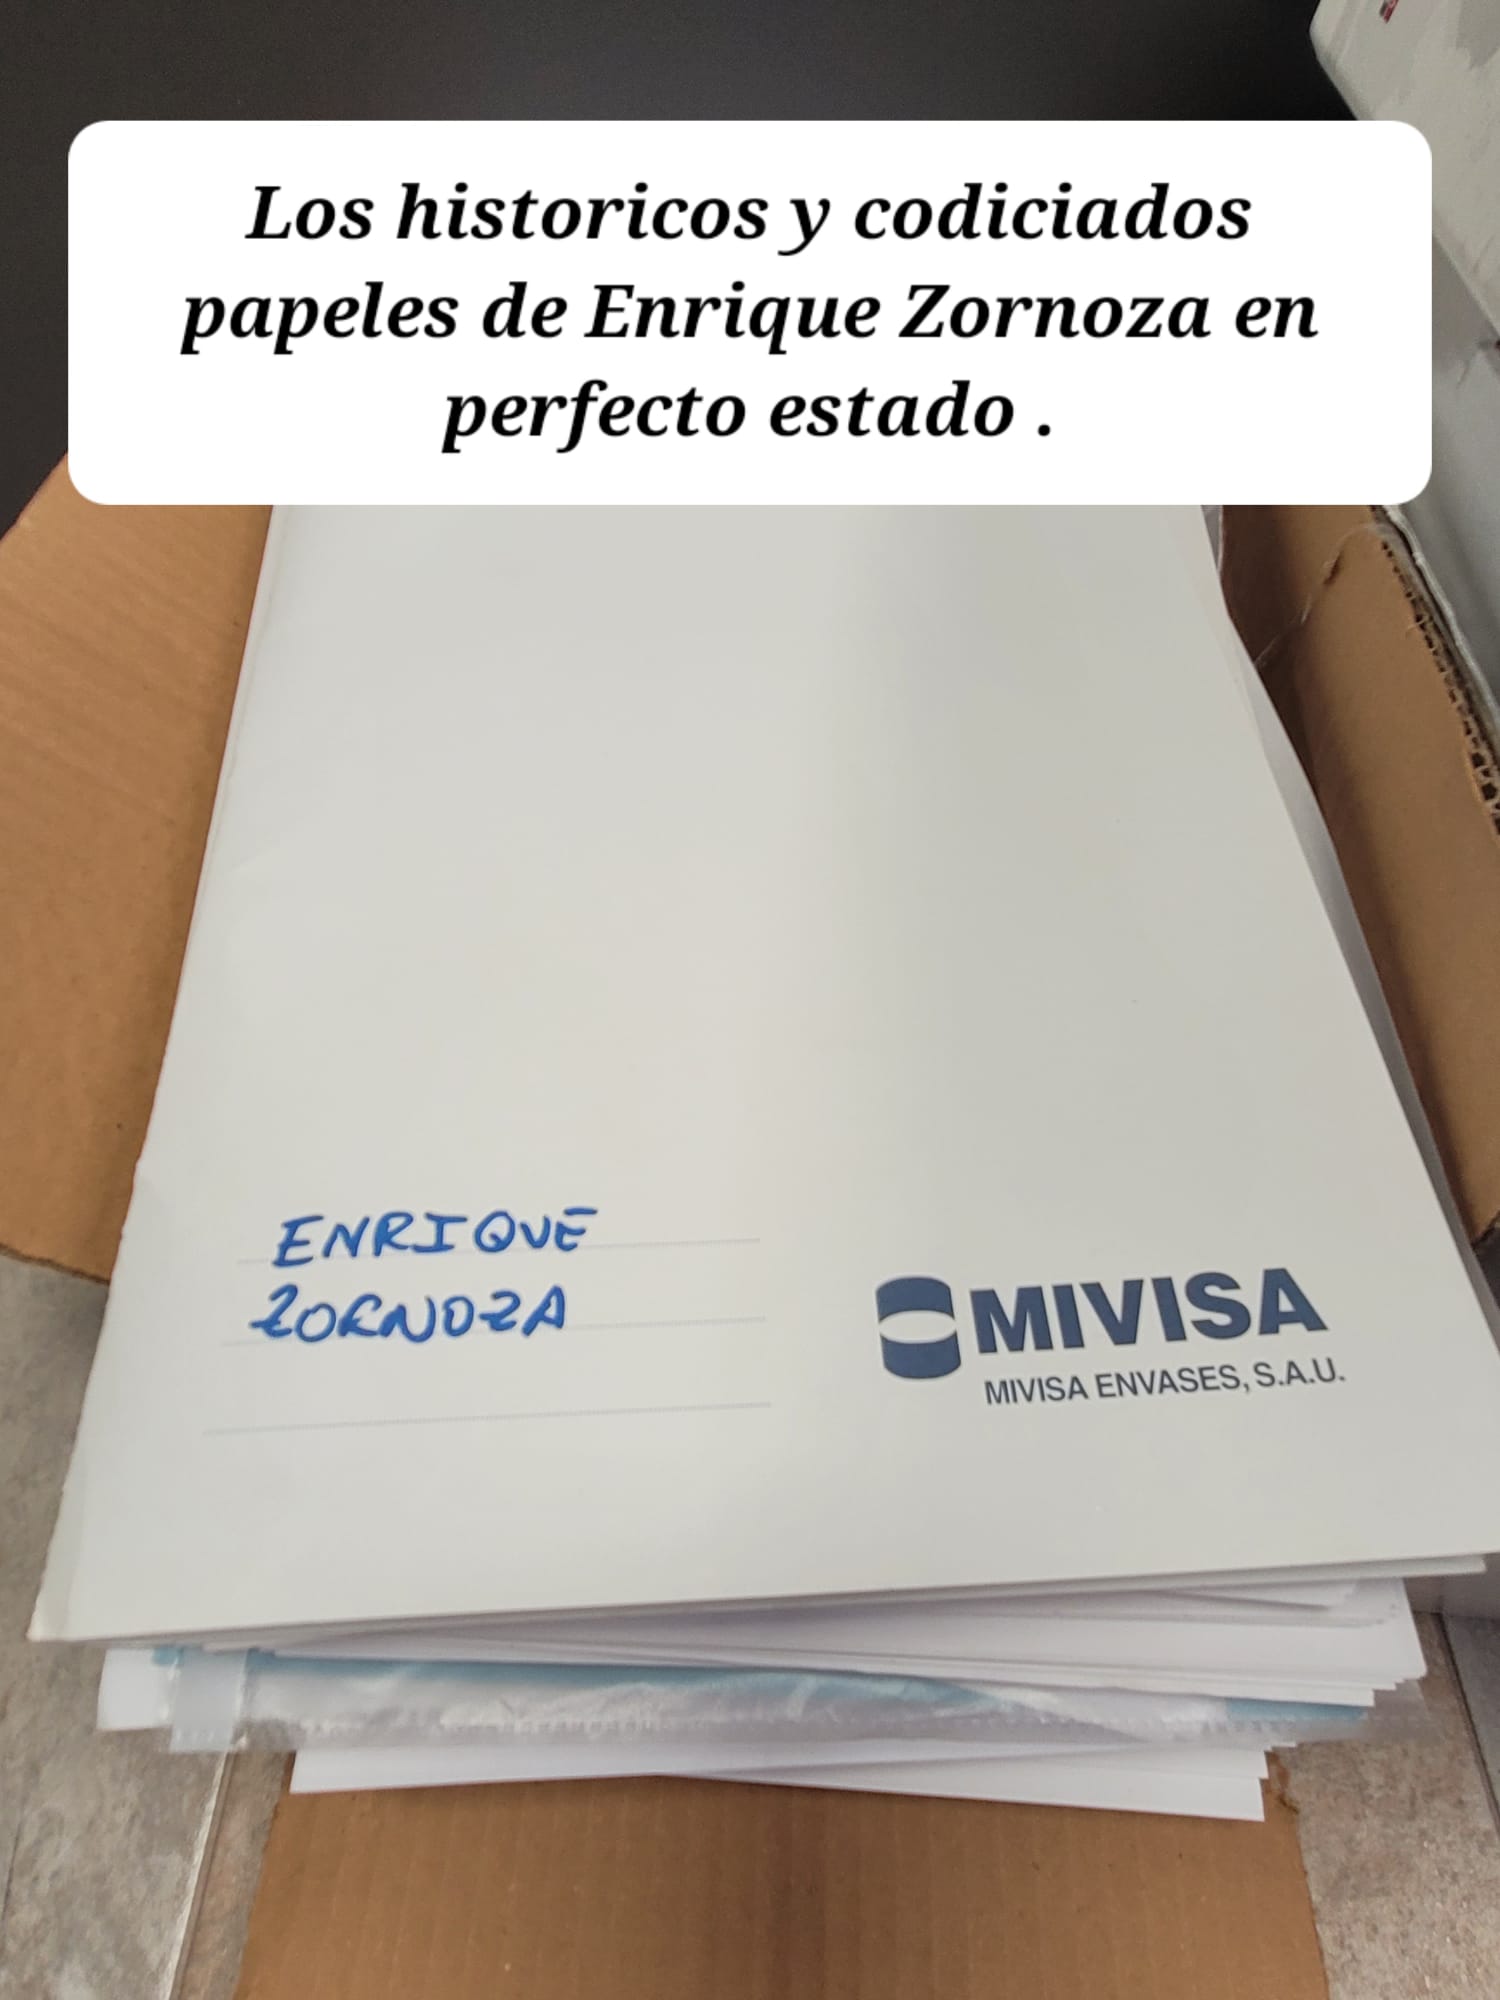 Los historicos y codiciados
papeles de Enrique Zornoza en
perfecto estado .
ENRIQUE
ZORNOZA
MIVISA
MIVISA ENVASES, S.A.U.